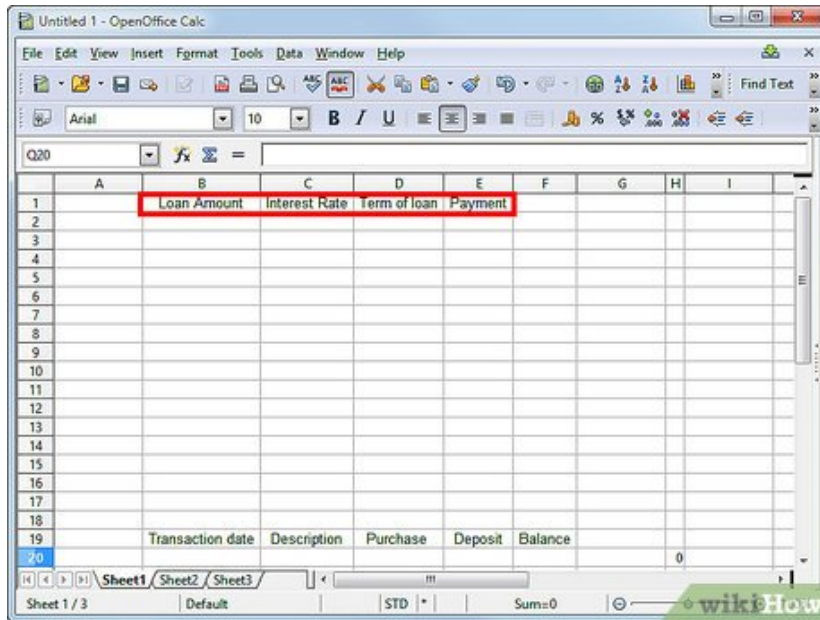 Untitled 1 - OpenOffice Calc
File Edit View Insert Format Tools Data Window Help
ABC ABC Find Text
Arial 10 B I U %
Q20 fx Σ =
A B C D E F G H I
1 Loan Amount Interest Rate Term of loan Payment
2
3
4
5
6
7
8
9
10
11
12
13
14
15
16
17
18
19 Transaction date Description Purchase Deposit Balance
20 0
Sheet1 Sheet2 Sheet3
Sheet 1 / 3 Default STD * Sum=0
wikiHow